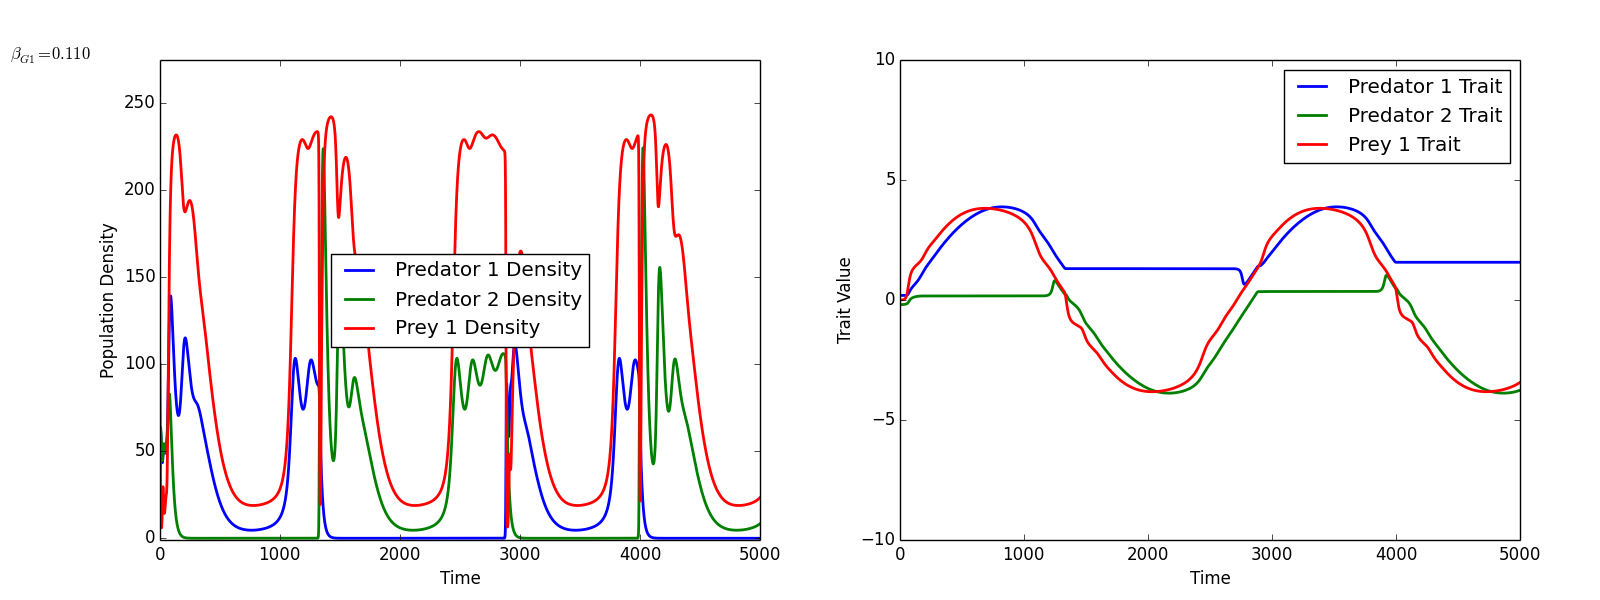 β_G1=0.110
250
200
150
100
50
0
Population Density
Predator 1 Density
Predator 2 Density
Prey 1 Density
0 1000 2000 3000 4000 5000
Time
10
5
0
−5
−10
Trait Value
Predator 1 Trait
Predator 2 Trait
Prey 1 Trait
0 1000 2000 3000 4000 5000
Time